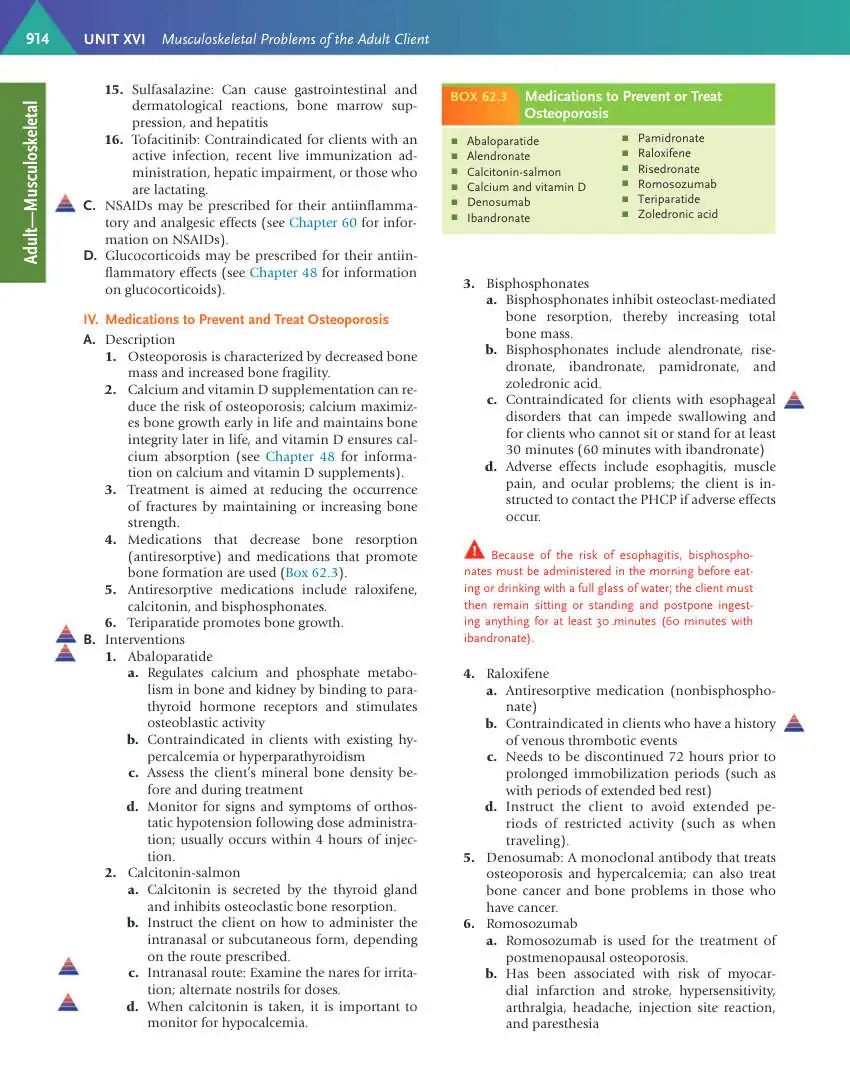 914
UNIT XVI Musculoskeletal Problems of the Adult Client
Adult—Musculoskeletal
15. Sulfasalazine: Can cause gastrointestinal and
dermatological reactions, bone marrow sup-
pression, and hepatitis
16. Tofacitinib: Contraindicated for clients with an
active infection, recent live immunization ad-
ministration, hepatic impairment, or those who
are lactating.
C. NSAIDs may be prescribed for their antiinflamma-
tory and analgesic effects (see Chapter 60 for infor-
mation on NSAIDs).
D. Glucocorticoids may be prescribed for their antiin-
flammatory effects (see Chapter 48 for information
on glucocorticoids).
IV. Medications to Prevent and Treat Osteoporosis
A. Description
1. Osteoporosis is characterized by decreased bone
mass and increased bone fragility.
2. Calcium and vitamin D supplementation can re-
duce the risk of osteoporosis; calcium maximiz-
es bone growth early in life and maintains bone
integrity later in life, and vitamin D ensures cal-
cium absorption (see Chapter 48 for informa-
tion on calcium and vitamin D supplements).
3. Treatment is aimed at reducing the occurrence
of fractures by maintaining or increasing bone
strength.
4. Medications that decrease bone resorption
(antiresorptive) and medications that promote
bone formation are used (Box 62.3).
5. Antiresorptive medications include raloxifene,
calcitonin, and bisphosphonates.
6. Teriparatide promotes bone growth.
B. Interventions
1. Abaloparatide
a. Regulates calcium and phosphate metabo-
lism in bone and kidney by binding to para-
thyroid hormone receptors and stimulates
osteoblastic activity
b. Contraindicated in clients with existing hy-
percalcemia or hyperparathyroidism
c. Assess the client's mineral bone density be-
fore and during treatment
d. Monitor for signs and symptoms of orthos-
tatic hypotension following dose administra-
tion; usually occurs within 4 hours of injec-
tion.
2. Calcitonin-salmon
a. Calcitonin is secreted by the thyroid gland
and inhibits osteoclastic bone resorption.
b. Instruct the client on how to administer the
intranasal or subcutaneous form, depending
on the route prescribed.
c. Intranasal route: Examine the nares for irrita-
tion; alternate nostrils for doses.
d. When calcitonin is taken, it is important to
monitor for hypocalcemia.
BOX 62.3 Medications to Prevent or Treat
Osteoporosis
■ Abaloparatide
■ Alendronate
■ Calcitonin-salmon
■ Calcium and vitamin D
■ Denosumab
■ Ibandronate
■ Pamidronate
■ Raloxifene
■ Risedronate
■ Romosozumab
■ Teriparatide
■ Zoledronic acid
3. Bisphosphonates
a. Bisphosphonates inhibit osteoclast-mediated
bone resorption, thereby increasing total
bone mass.
b. Bisphosphonates include alendronate, rise-
dronate, ibandronate, pamidronate, and
zoledronic acid.
c. Contraindicated for clients with esophageal
disorders that can impede swallowing and
for clients who cannot sit or stand for at least
30 minutes (60 minutes with ibandronate)
d. Adverse effects include esophagitis, muscle
pain, and ocular problems; the client is in-
structed to contact the PHCP if adverse effects
occur.
Because of the risk of esophagitis, bisphospho-
nates must be administered in the morning before eat-
ing or drinking with a full glass of water; the client must
then remain sitting or standing and postpone ingest-
ing anything for at least 30 .minutes (60 minutes with
ibandronate).
4. Raloxifene
a. Antiresorptive medication (nonbisphospho-
nate)
b. Contraindicated in clients who have a history
of venous thrombotic events
c. Needs to be discontinued 72 hours prior to
prolonged immobilization periods (such as
with periods of extended bed rest)
d. Instruct the client to avoid extended pe-
riods of restricted activity (such as when
traveling).
5. Denosumab: A monoclonal antibody that treats
osteoporosis and hypercalcemia; can also treat
bone cancer and bone problems in those who
have cancer.
6. Romosozumab
a. Romosozumab is used for the treatment of
postmenopausal osteoporosis.
b. Has been associated with risk of myocar-
dial infarction and stroke, hypersensitivity,
arthralgia, headache, injection site reaction,
and paresthesia